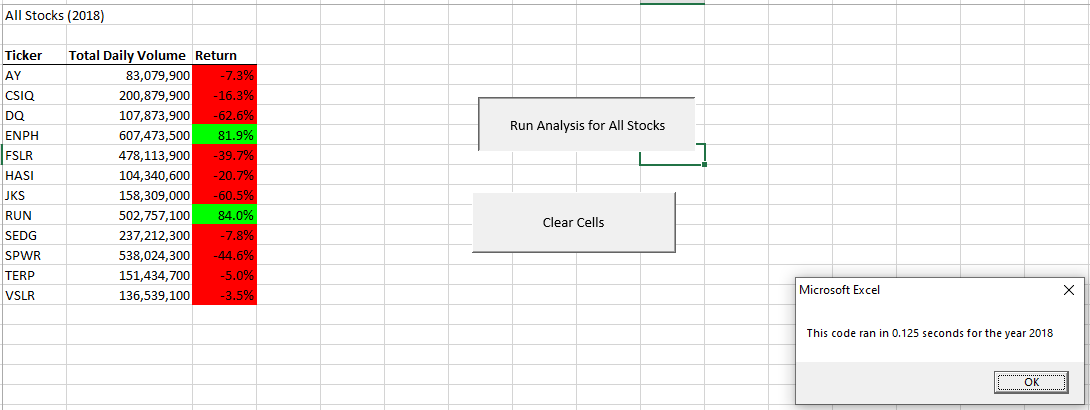 All Stocks (2018)
Ticker Total Daily Volume Return
AY 83,079,900 -7.3%
CSIQ 200,879,900 -16.3%
DQ 107,873,900 -62.6%
ENPH 607,473,500 81.9%
FSLR 478,113,900 -39.7%
HASI 104,340,600 -20.7%
JKS 158,309,000 -60.5%
RUN 502,757,100 84.0%
SEDG 237,212,300 -7.8%
SPWR 538,024,300 -44.6%
TERP 151,434,700 -5.0%
VSLR 136,539,100 -3.5%
Run Analysis for All Stocks
Clear Cells
Microsoft Excel
This code ran in 0.125 seconds for the year 2018
OK